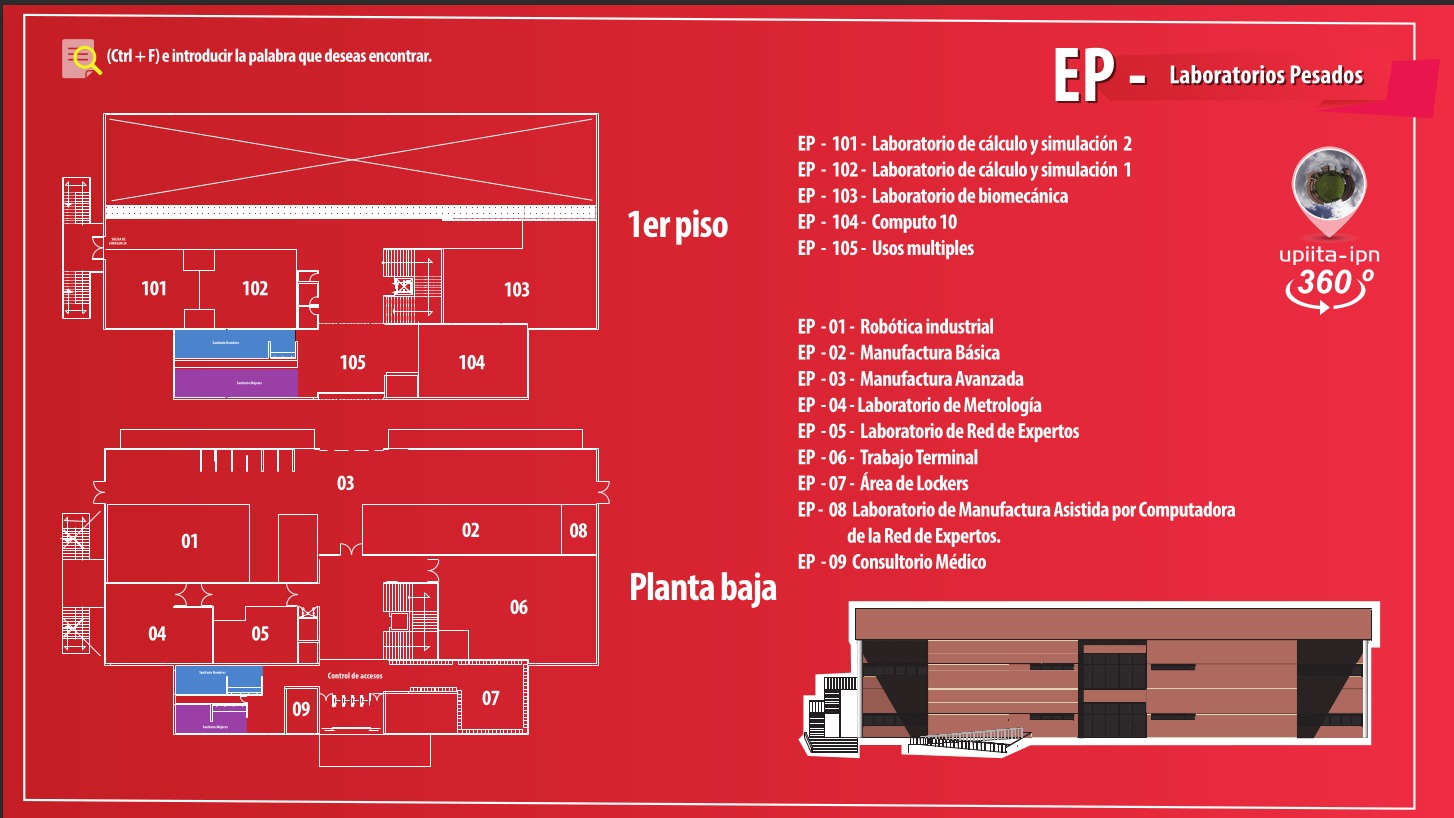 (Ctrl + F) e introducir la palabra que deseas encontrar.
EP - Laboratorios Pesados
1er piso
SALIDA DE
EMERGENCIA
101
102
103
Sanitario Hombres
Sanitario Mujeres
105
104
EP - 101 - Laboratorio de cálculo y simulación 2
EP - 102 - Laboratorio de cálculo y simulación 1
EP - 103 - Laboratorio de biomecánica
EP - 104 - Computo 10
EP - 105 - Usos multiples
upiita-ipn
360º
Planta baja
03
01
02
08
06
04
05
Sanitario Hombres
Control de accesos
07
09
Sanitario Mujeres
EP - 01 - Robótica industrial
EP - 02 - Manufactura Básica
EP - 03 - Manufactura Avanzada
EP - 04 - Laboratorio de Metrología
EP - 05 - Laboratorio de Red de Expertos
EP - 06 - Trabajo Terminal
EP - 07 - Área de Lockers
EP - 08 Laboratorio de Manufactura Asistida por Computadora
de la Red de Expertos.
EP - 09 Consultorio Médico